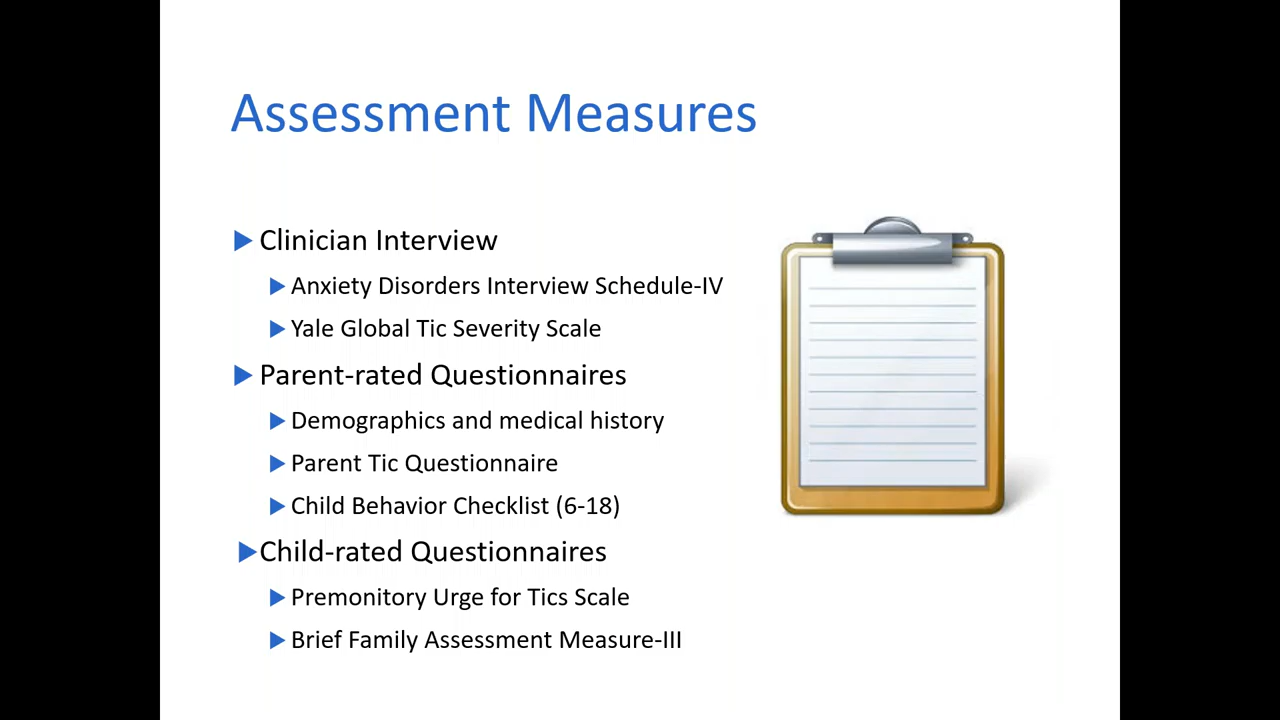 Assessment Measures
Clinician Interview
Anxiety Disorders Interview Schedule-IV
Yale Global Tic Severity Scale
Parent-rated Questionnaires
Demographics and medical history
Parent Tic Questionnaire
Child Behavior Checklist (6-18)
Child-rated Questionnaires
Premonitory Urge for Tics Scale
Brief Family Assessment Measure-III